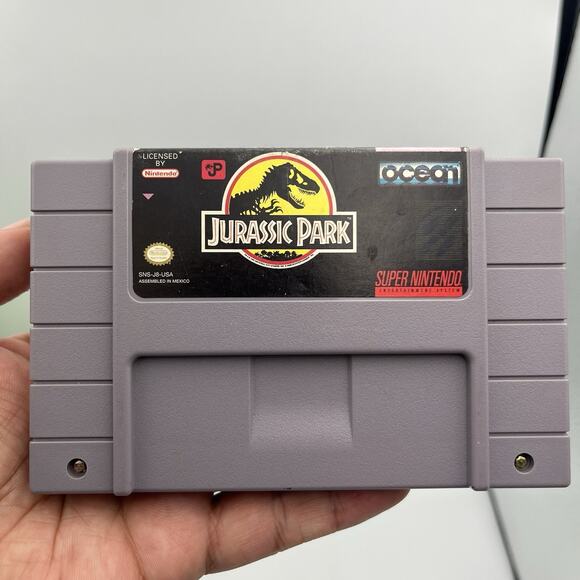 LICENSED
BY
Nintendo
JP
ocean
JURASSIC PARK
SNS-J8-USA
ASSEMBLED IN MEXICO
SUPER NINTENDO
ENTERTAINMENT SYSTEM